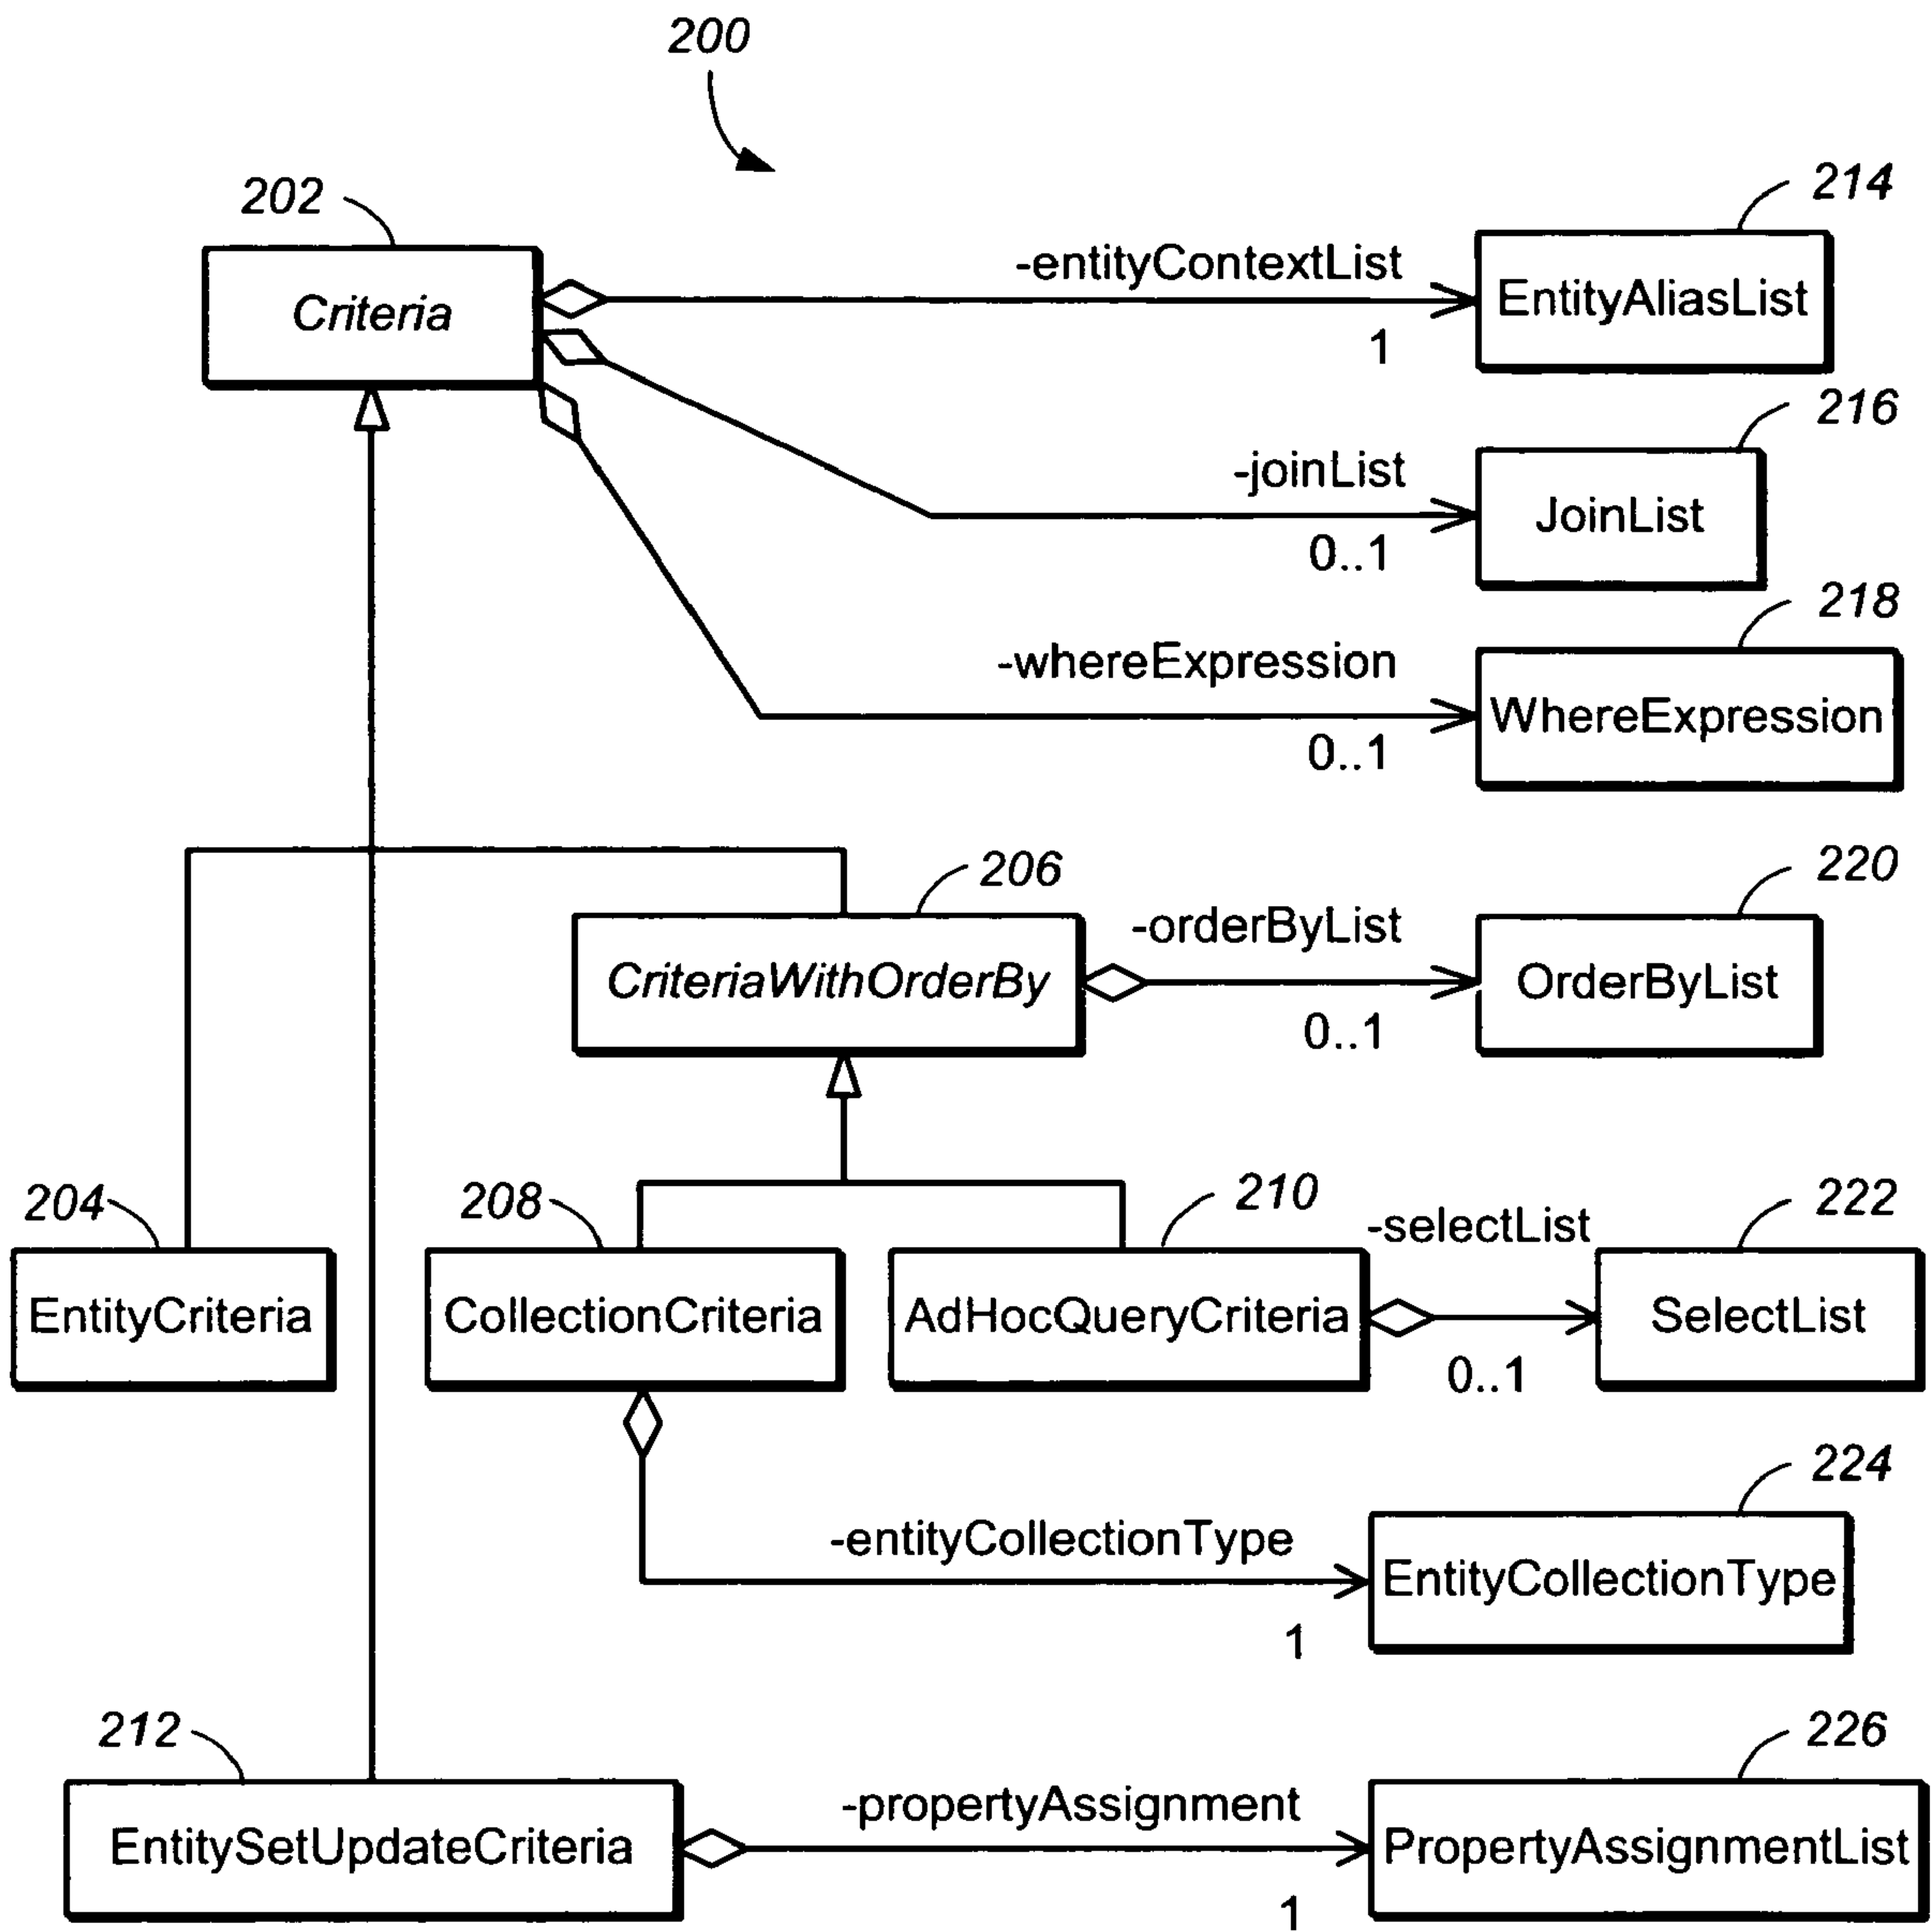 200
202
214
Criteria
-entityContextList
EntityAliasList
1
216
-joinList
JoinList
0..1
218
-whereExpression
WhereExpression
0..1
206
220
-orderByList
CriteriaWithOrderBy
OrderByList
0..1
204
208
210
222
-selectList
EntityCriteria
CollectionCriteria
AdHocQueryCriteria
SelectList
0..1
224
-entityCollectionType
EntityCollectionType
1
212
226
-propertyAssignment
EntitySetUpdateCriteria
PropertyAssignmentList
1